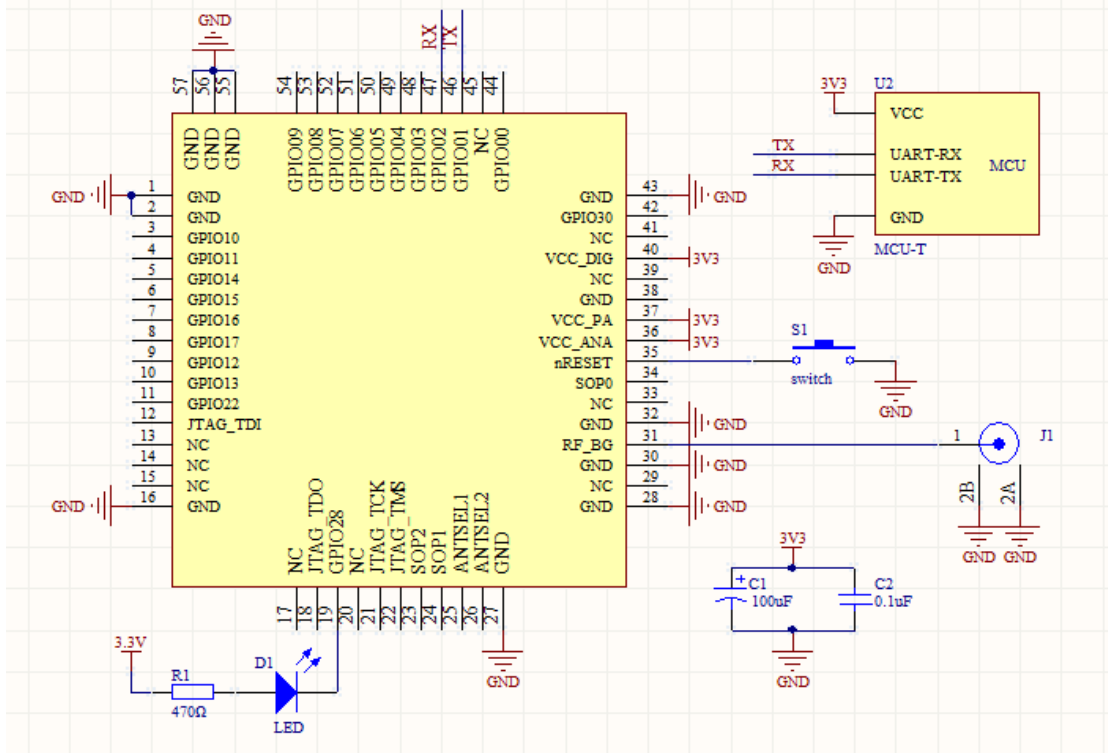 GND
RX
TX
57
56
55
54
53
52
51
50
49
48
47
46
45
44
GND
GND
GND
GPIO09
GPIO08
GPIO07
GPIO06
GPIO05
GPIO04
GPIO03
GPIO02
GPIO01
NC
GPIO00
GND
1 GND
2 GND
3 GPIO10
4 GPIO11
5 GPIO14
6 GPIO15
7 GPIO16
8 GPIO17
9 GPIO12
10 GPIO13
11 GPIO22
12 JTAG_TDI
13 NC
14 NC
15 NC
GND 16 GND
GND 43 GND
GPIO30 42
NC 41
VCC_DIG 40 3V3
NC 39
GND 38
VCC_PA 37 3V3
VCC_ANA 36 3V3
nRESET 35
SOP0 34
NC 33
GND 32 GND
RF_BG 31
GND 30 GND
NC 29
GND 28 GND
NC
JTAG_TDO
GPIO28
NC
JTAG_TCK
JTAG_TMS
SOP2
SOP1
ANTSEL1
ANTSEL2
GND
17
18
19
20
21
22
23
24
25
26
27
GND
3.3V
R1
470Ω
D1
LED
3V3
U2
VCC
TX UART-RX
RX UART-TX
MCU
GND
GND
MCU-T
S1
switch
GND
1
J1
2B
2A
GND
GND
3V3
C1
100uF
C2
0.1uF
GND